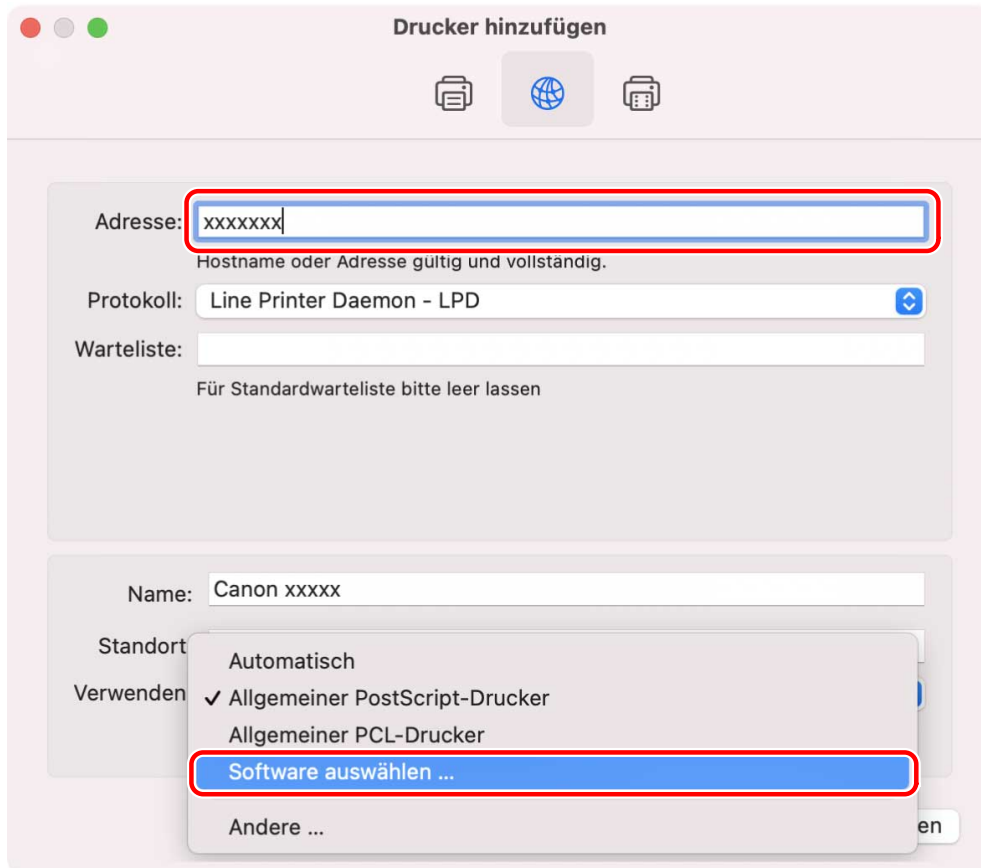 Drucker hinzufügen
Adresse: xxxxxxx
Hostname oder Adresse gültig und vollständig.
Protokoll: Line Printer Daemon - LPD
Warteliste:
Für Standardwarteliste bitte leer lassen
Name: Canon xxxxx
Standort
Automatisch
Verwenden
✓ Allgemeiner PostScript-Drucker
Allgemeiner PCL-Drucker
Software auswählen ...
Andere ...
en